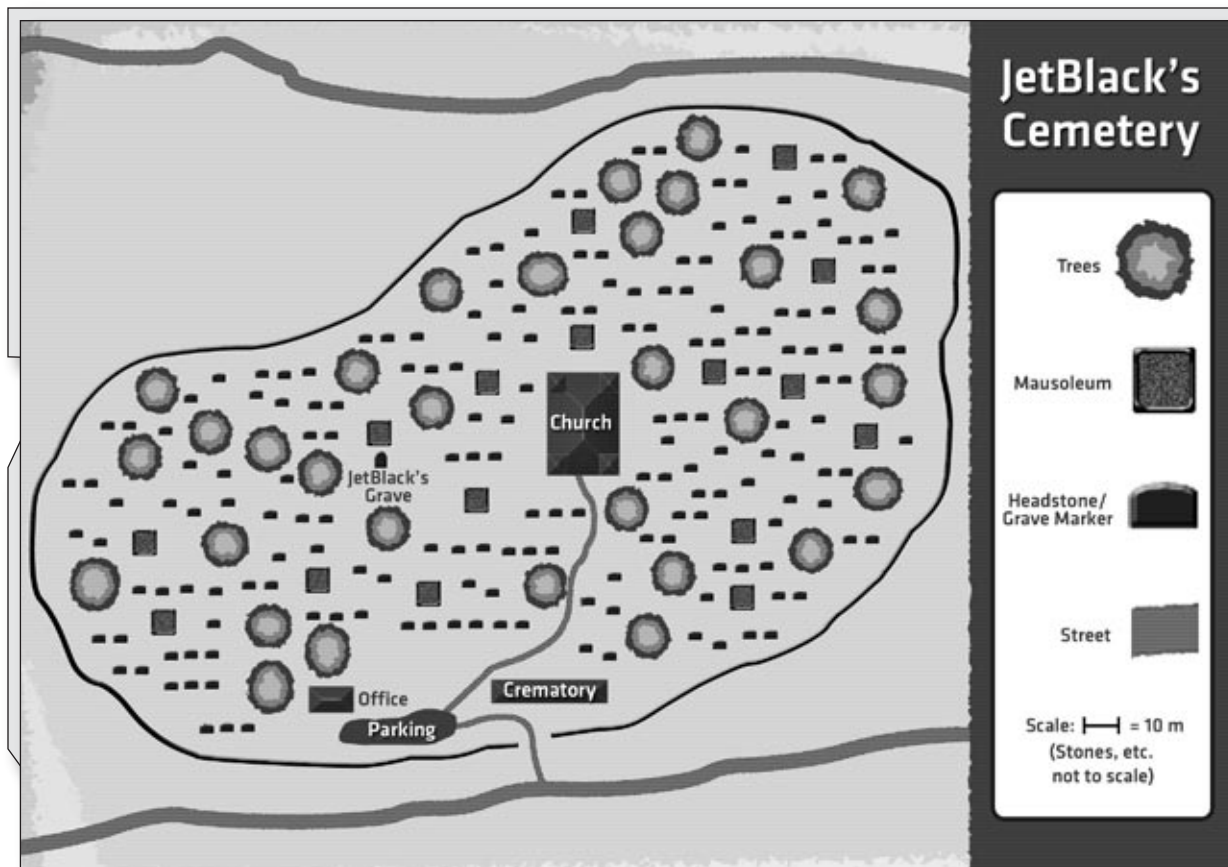 JetBlack's
Cemetery
Trees
Mausoleum
Headstone/
Grave Marker
Street
Scale: = 10 m
(Stones, etc.
not to scale)
Church
JetBlack's
Grave
Office
Crematory
Parking